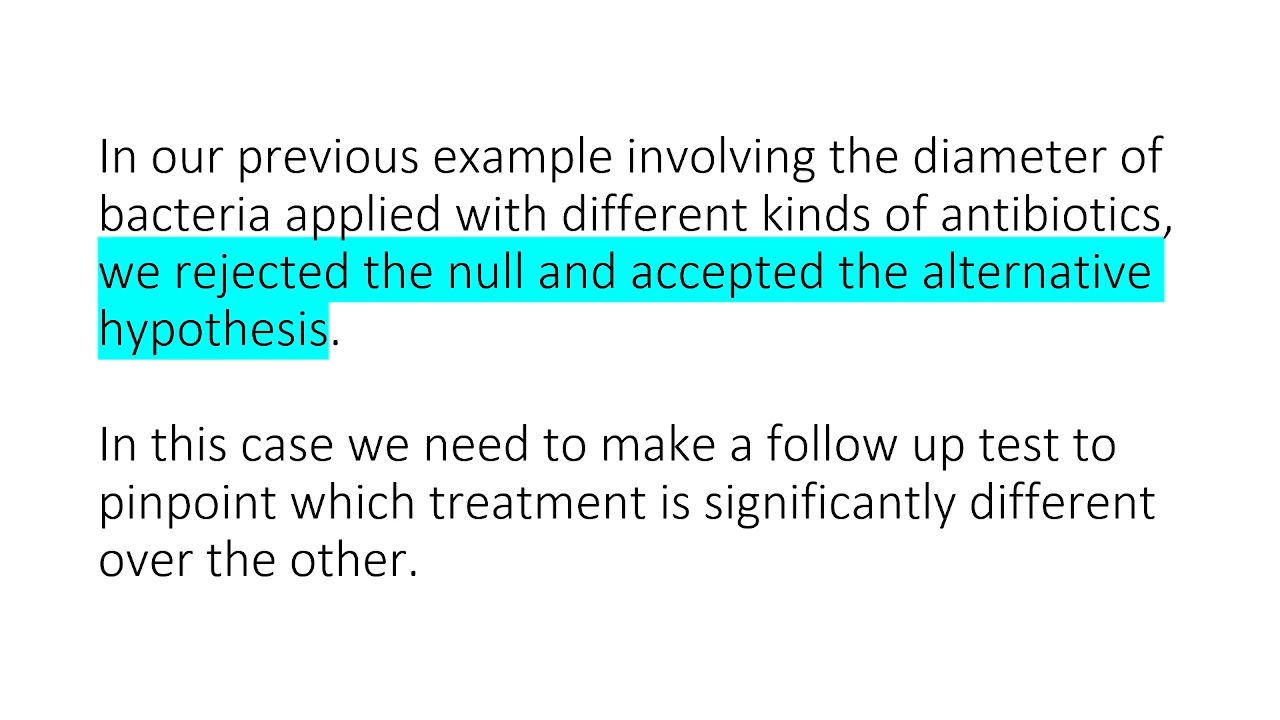 In our previous example involving the diameter of
bacteria applied with different kinds of antibiotics,
we rejected the null and accepted the alternative
hypothesis.
In this case we need to make a follow up test to
pinpoint which treatment is significantly different
over the other.